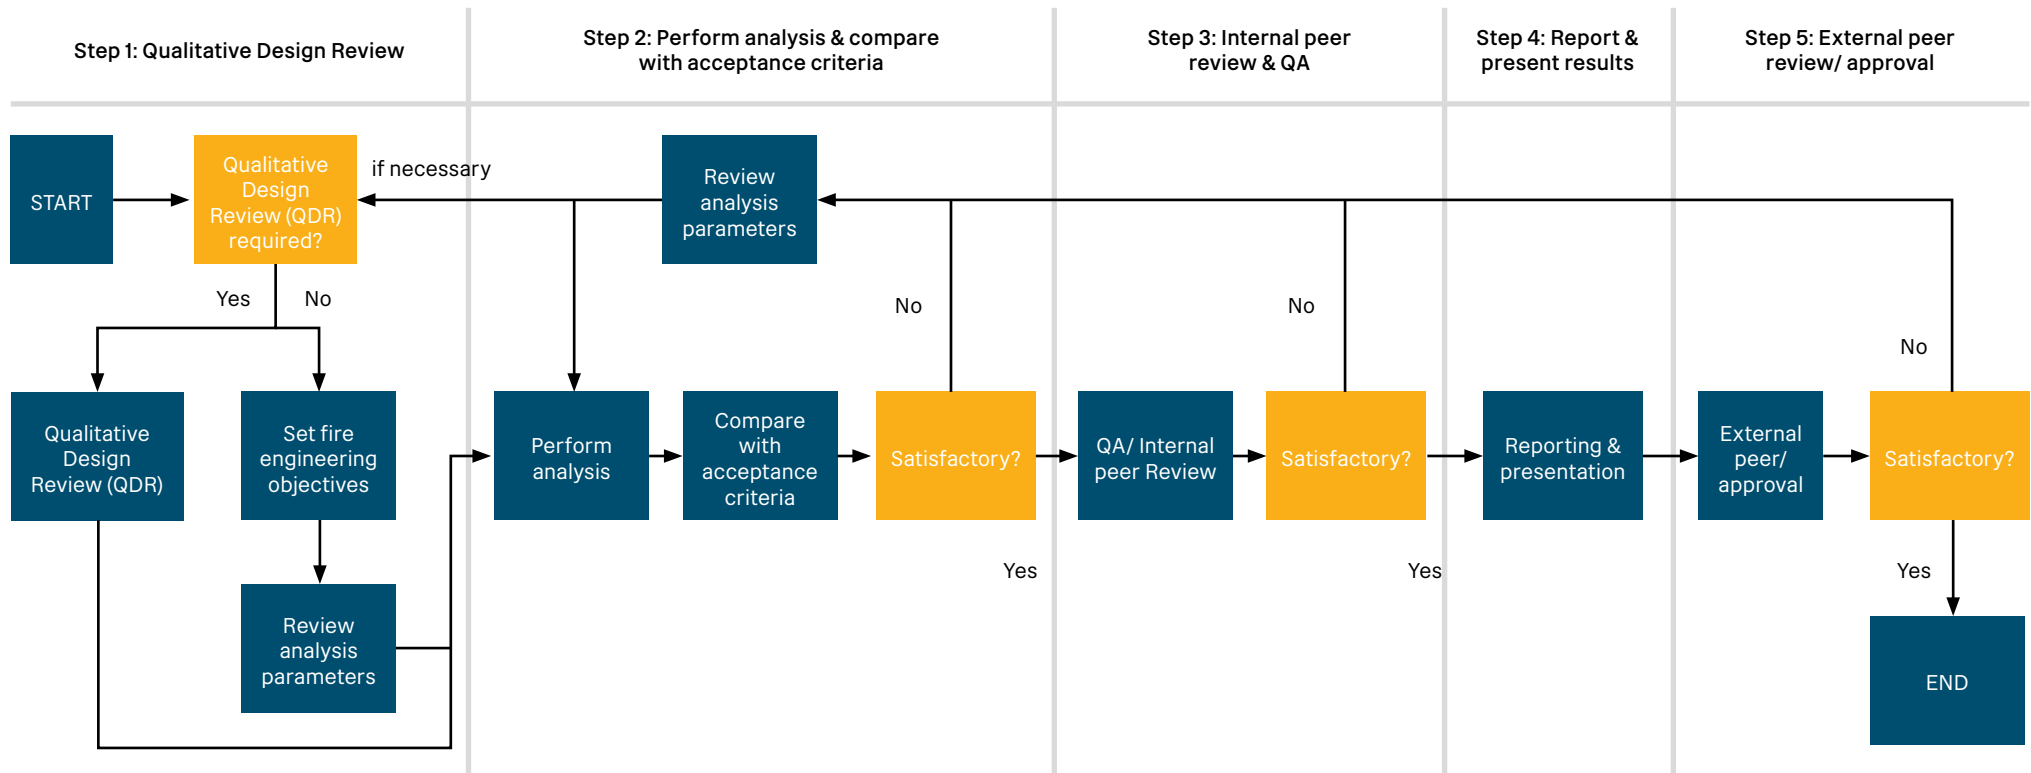 Step 1: Qualitative Design Review
Step 2: Perform analysis & compare
with acceptance criteria
Step 3: Internal peer
review & QA
Step 4: Report &
present results
Step 5: External peer
review/ approval
START
Qualitative
Design
Review (QDR)
required?
if necessary
Review
analysis
parameters
Yes
No
No
No
No
Qualitative
Design
Review (QDR)
Set fire
engineering
objectives
Perform
analysis
Compare
with
acceptance
criteria
Satisfactory?
QA/ Internal
peer Review
Satisfactory?
Reporting &
presentation
External
peer/
approval
Satisfactory?
Yes
Yes
Yes
Review
analysis
parameters
END